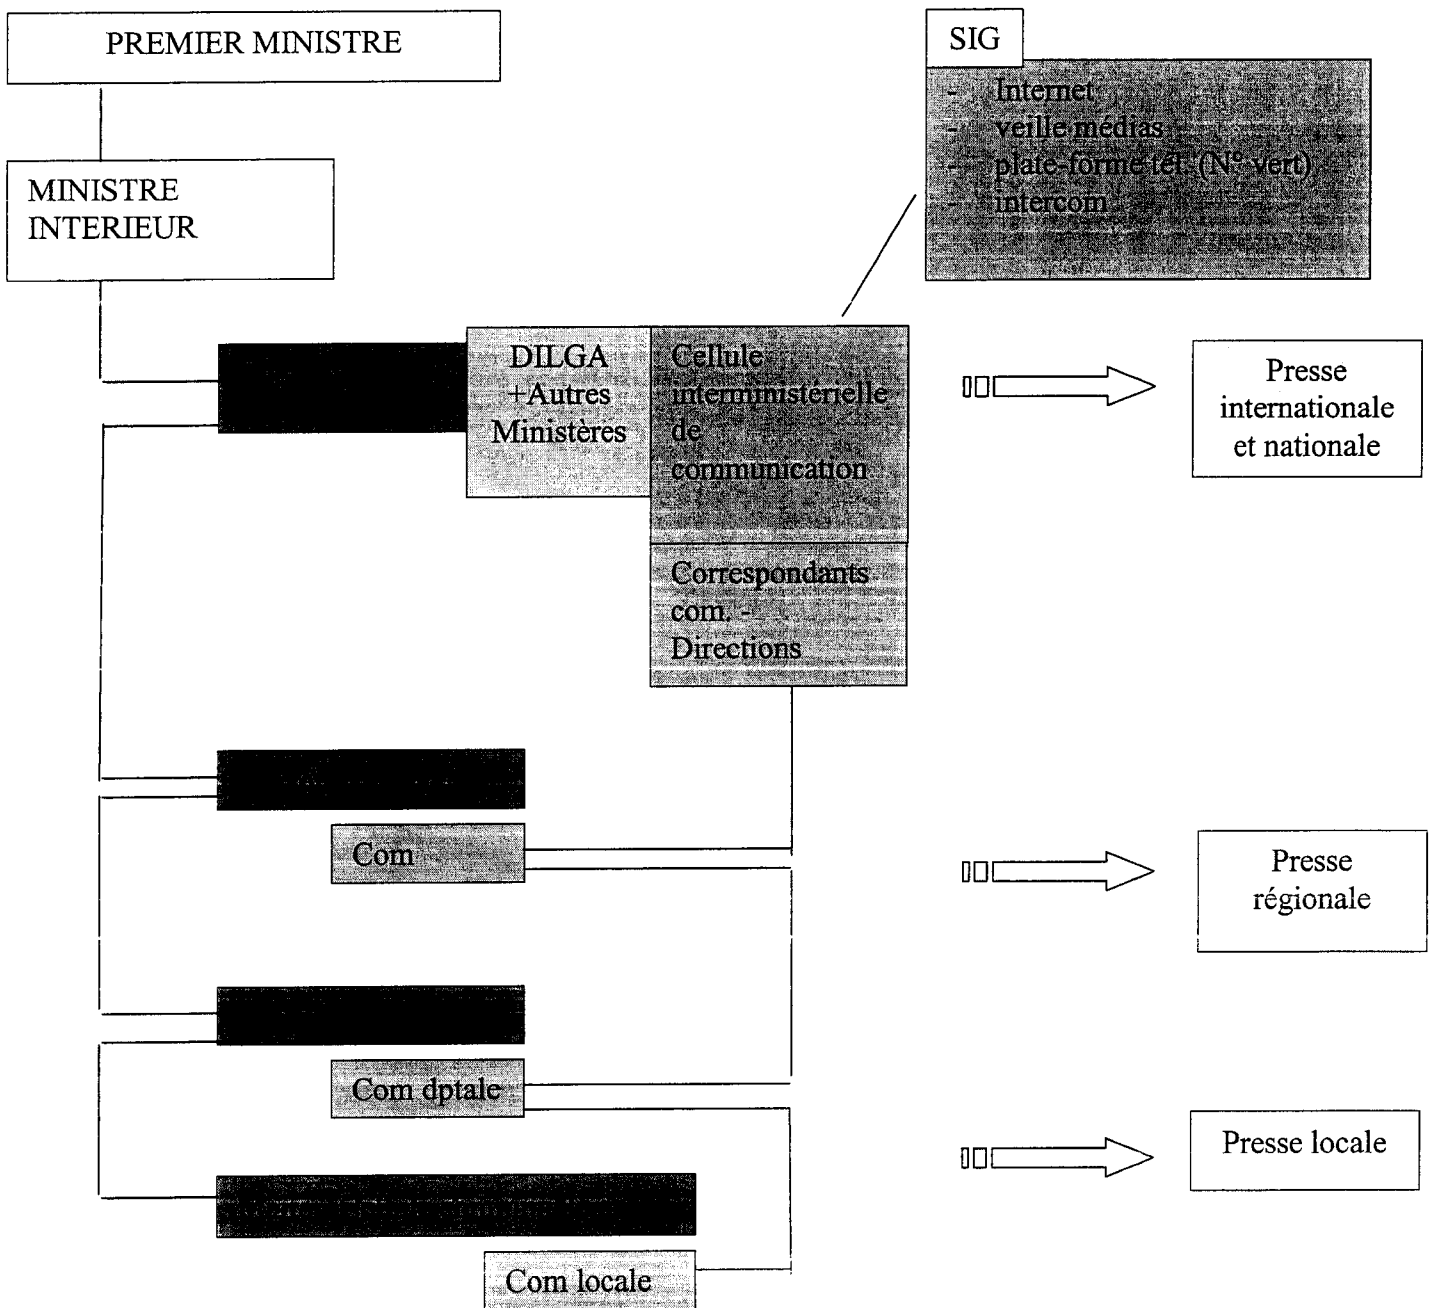 PREMIER MINISTRE
SIG
- Internet
- veille médias
- plate-forme tél. (N° vert)
- intercom
MINISTRE
INTERIEUR
DILGA
+Autres
Ministères
Cellule
interministérielle
de
communication
Correspondants
com. -
Directions
Presse
internationale
et nationale
Com
Presse
régionale
Com dptale
Presse locale
Com locale